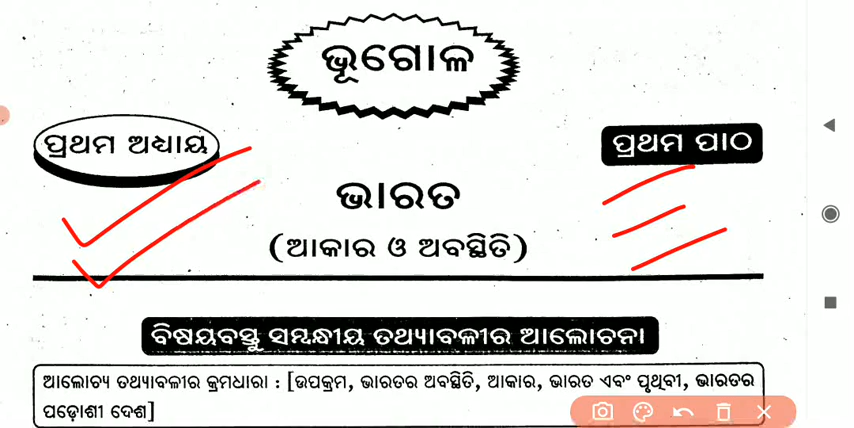 ଭୂଗୋଳ
ପ୍ରଥମ ଅଧ୍ୟାୟ
ପ୍ରଥମ ପାଠ
ଭାରତ
(ଆକାର ଓ ଅବସ୍ଥିତି)
ବିଷୟବସ୍ତୁ ସମ୍ବନ୍ଧୀୟ ତଥ୍ୟାବଳୀର ଆଲୋଚନା
ଆଲୋଚ୍ୟ ତଥ୍ୟାବଳୀର କ୍ରମଧାରା : [ଉପକ୍ରମ, ଭାରତର ଅବସ୍ଥିତି, ଆକାର, ଭାରତ ଏବଂ ପୃଥିବୀ, ଭାରତର
ପଡ଼ୋଶୀ ଦେଶ]